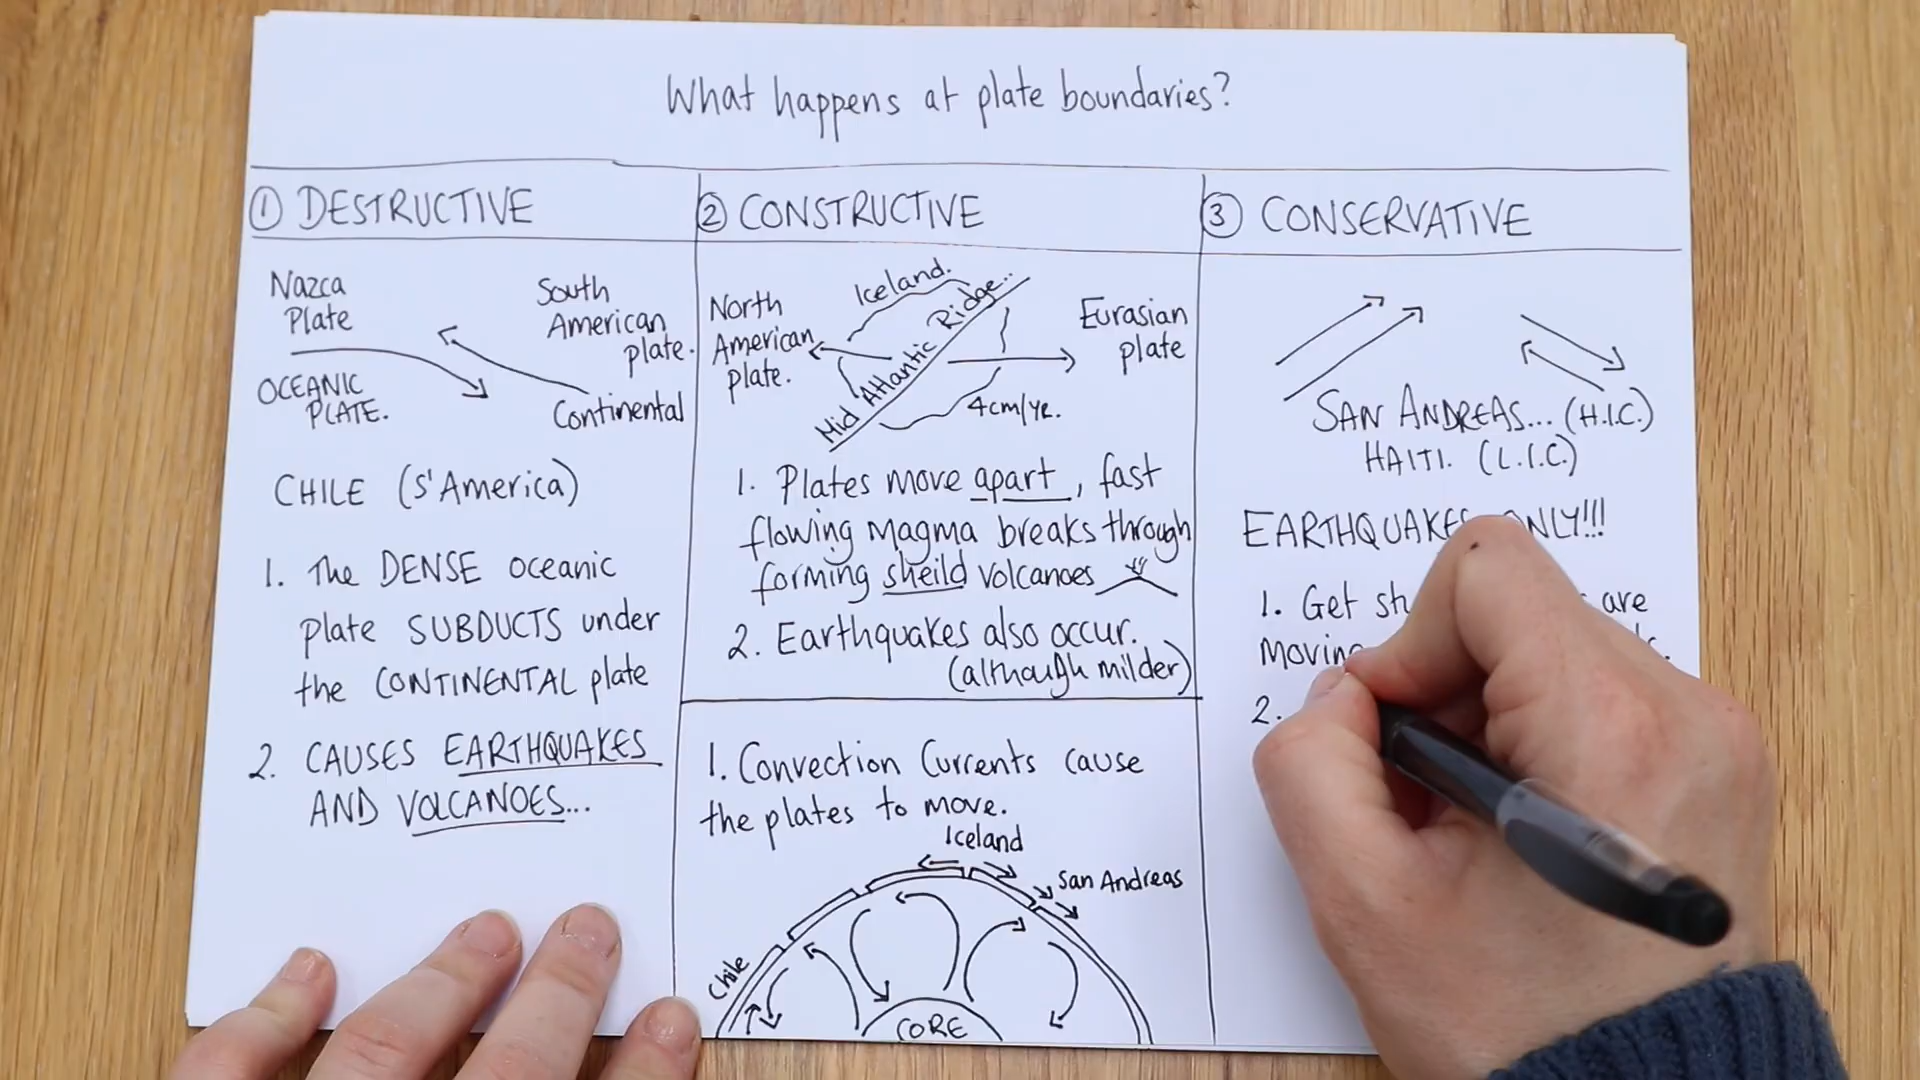 What happens at plate boundaries?
① DESTRUCTIVE
Nazca
Plate
South
American
plate.
OCEANIC
PLATE.
Continental
CHILE (S'America)
1. The DENSE oceanic
plate SUBDUCTS under
the CONTINENTAL plate
2. CAUSES EARTHQUAKES
AND VOLCANOES...
② CONSTRUCTIVE
North
American
plate.
Iceland.
Mid Atlantic Ridge...
Eurasian
plate
4cm/yr.
1. Plates move apart, fast
flowing magma breaks through
forming sheild volcanoes
2. Earthquakes also occur.
(although milder)
1. Convection Currents cause
the plates to move.
Iceland
San Andreas
Chile
CORE
③ CONSERVATIVE
SAN ANDREAS... (H.I.C.)
HAITI. (L.I.C.)
EARTHQUAKES ONLY!!!
1. Get are
moving
2.